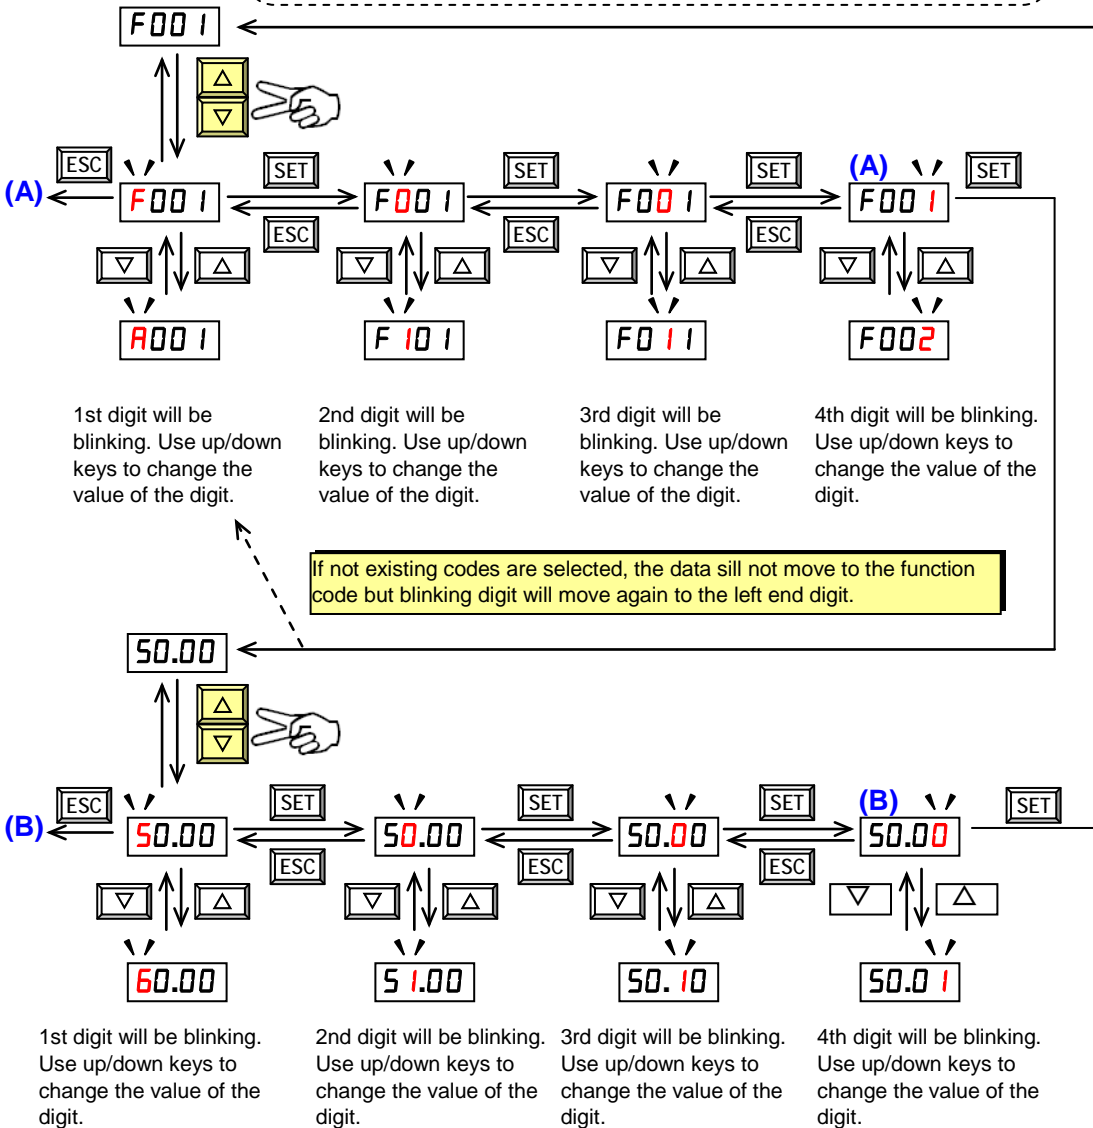 F001
ESC SET SET SET (A) SET
(A) F001 F001 F001 F001
ESC ESC ESC
A001 F101 F011 F002
1st digit will be
blinking. Use up/down
keys to change the
value of the digit.
2nd digit will be
blinking. Use up/down
keys to change the
value of the digit.
3rd digit will be
blinking. Use up/down
keys to change the
value of the digit.
4th digit will be blinking.
Use up/down keys to
change the value of the
digit.
If not existing codes are selected, the data sill not move to the function
code but blinking digit will move again to the left end digit.
50.00
ESC SET SET SET (B) SET
(B) 50.00 50.00 50.00 50.00
ESC ESC ESC
60.00 51.00 50.10 50.01
1st digit will be blinking.
Use up/down keys to
change the value of the
digit.
2nd digit will be blinking.
Use up/down keys to
change the value of the
digit.
3rd digit will be blinking.
Use up/down keys to
change the value of the
digit.
4th digit will be blinking.
Use up/down keys to
change the value of the
digit.